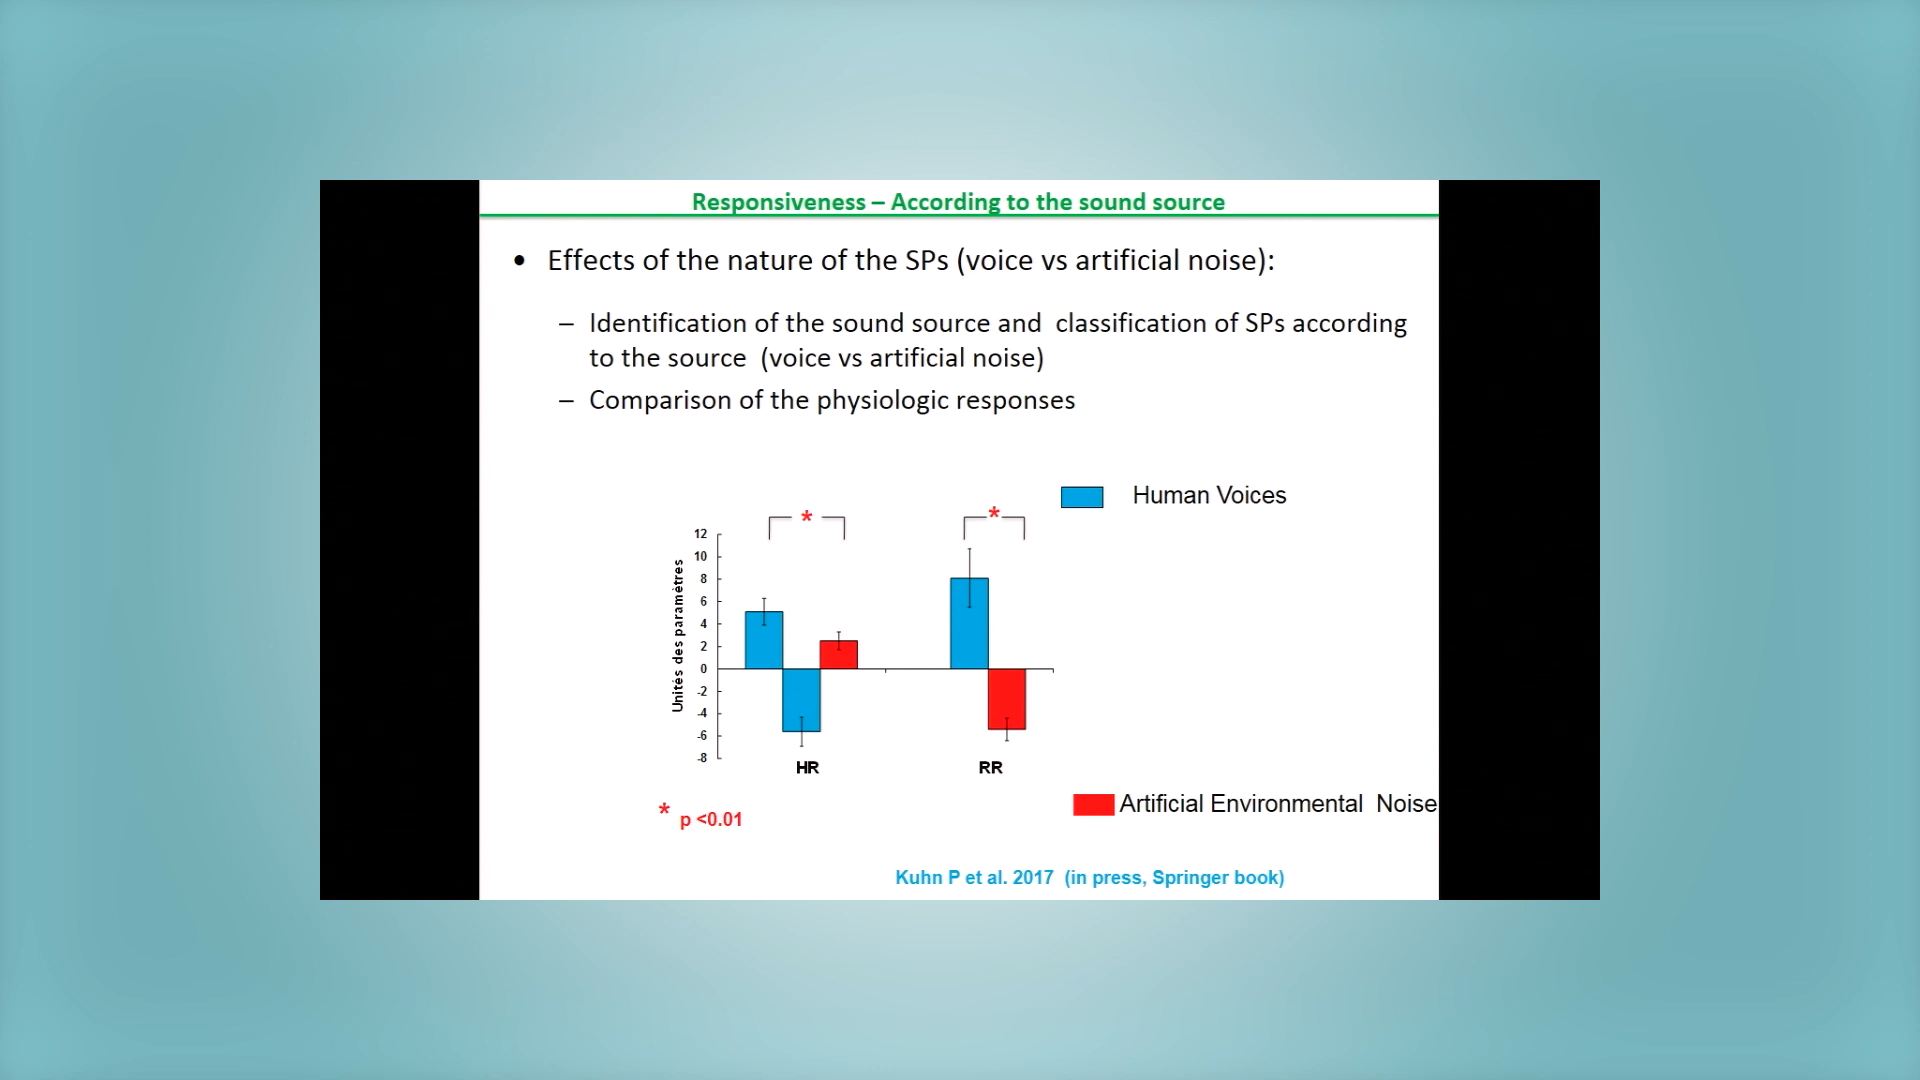 Responsiveness – According to the sound source
• Effects of the nature of the SPs (voice vs artificial noise):
– Identification of the sound source and classification of SPs according
to the source (voice vs artificial noise)
– Comparison of the physiologic responses
Human Voices
* *
Unités des paramètres
12
10
8
6
4
2
0
-2
-4
-6
-8
HR RR
* p <0.01
Artificial Environmental Noise
Kuhn P et al. 2017 (in press, Springer book)